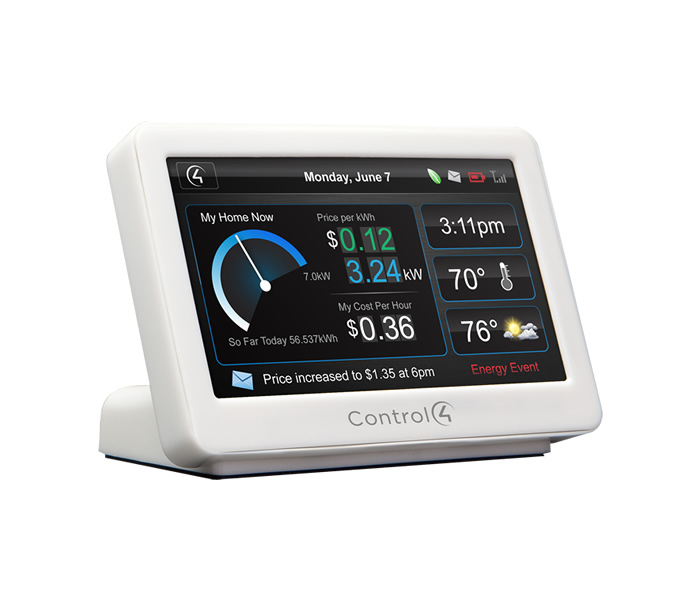 Monday, June 7
My Home Now
Price per kWh
$0.12
7.0kW
3.24 kW
My Cost Per Hour
$0.36
So Far Today 56.537kWh
3:11pm
70°
76°
Price increased to $1.35 at 6pm
Energy Event
Control4